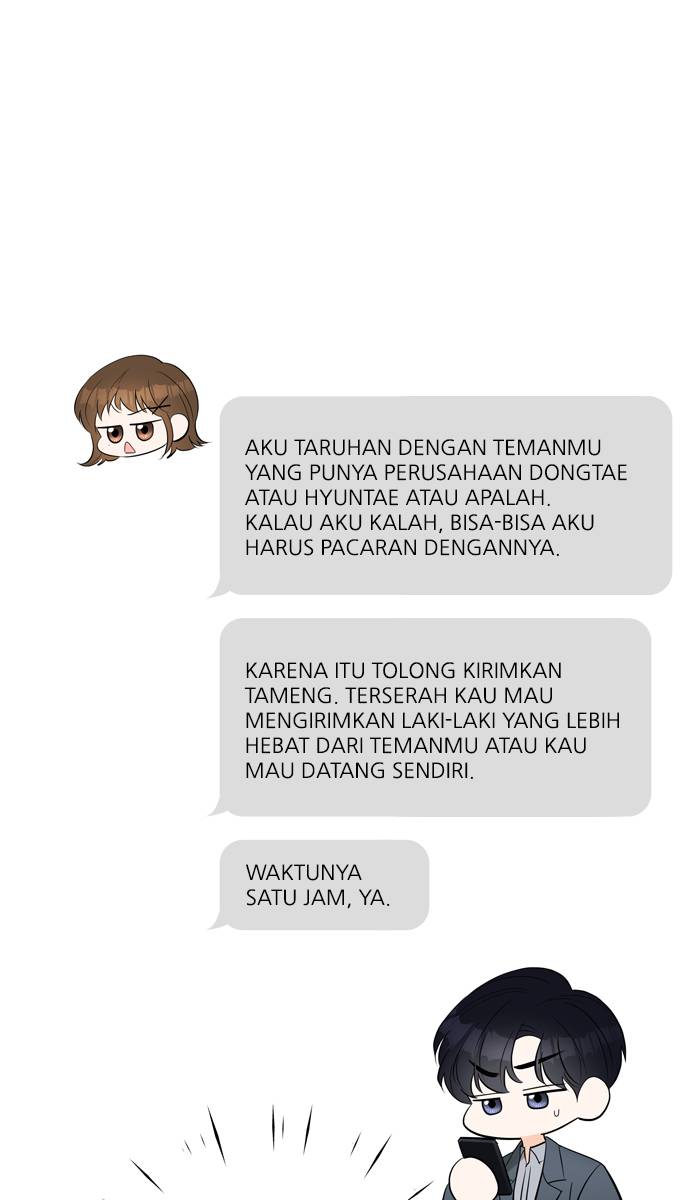 AKU TARUHAN DENGAN TEMANMU
YANG PUNYA PERUSAHAAN DONGTAE
ATAU HYUNTAE ATAU APALAH.
KALAU AKU KALAH, BISA-BISA AKU
HARUS PACARAN DENGANNYA.
KARENA ITU TOLONG KIRIMKAN
TAMENG. TERSERAH KAU MAU
MENGIRIMKAN LAKI-LAKI YANG LEBIH
HEBAT DARI TEMANMU ATAU KAU
MAU DATANG SENDIRI.
WAKTUNYA
SATU JAM, YA.